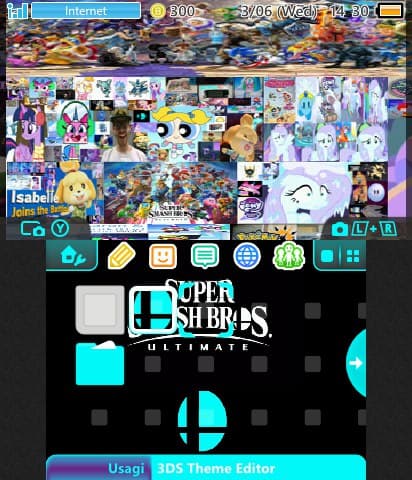 Internet
300
3/06 (Wed) 14 30
Isabelle
Joins the Battle
SUPER
SMASH BROS
Y
L/+R
SUPER
SH BROS.
ULTIMATE
Usagi 3DS Theme Editor